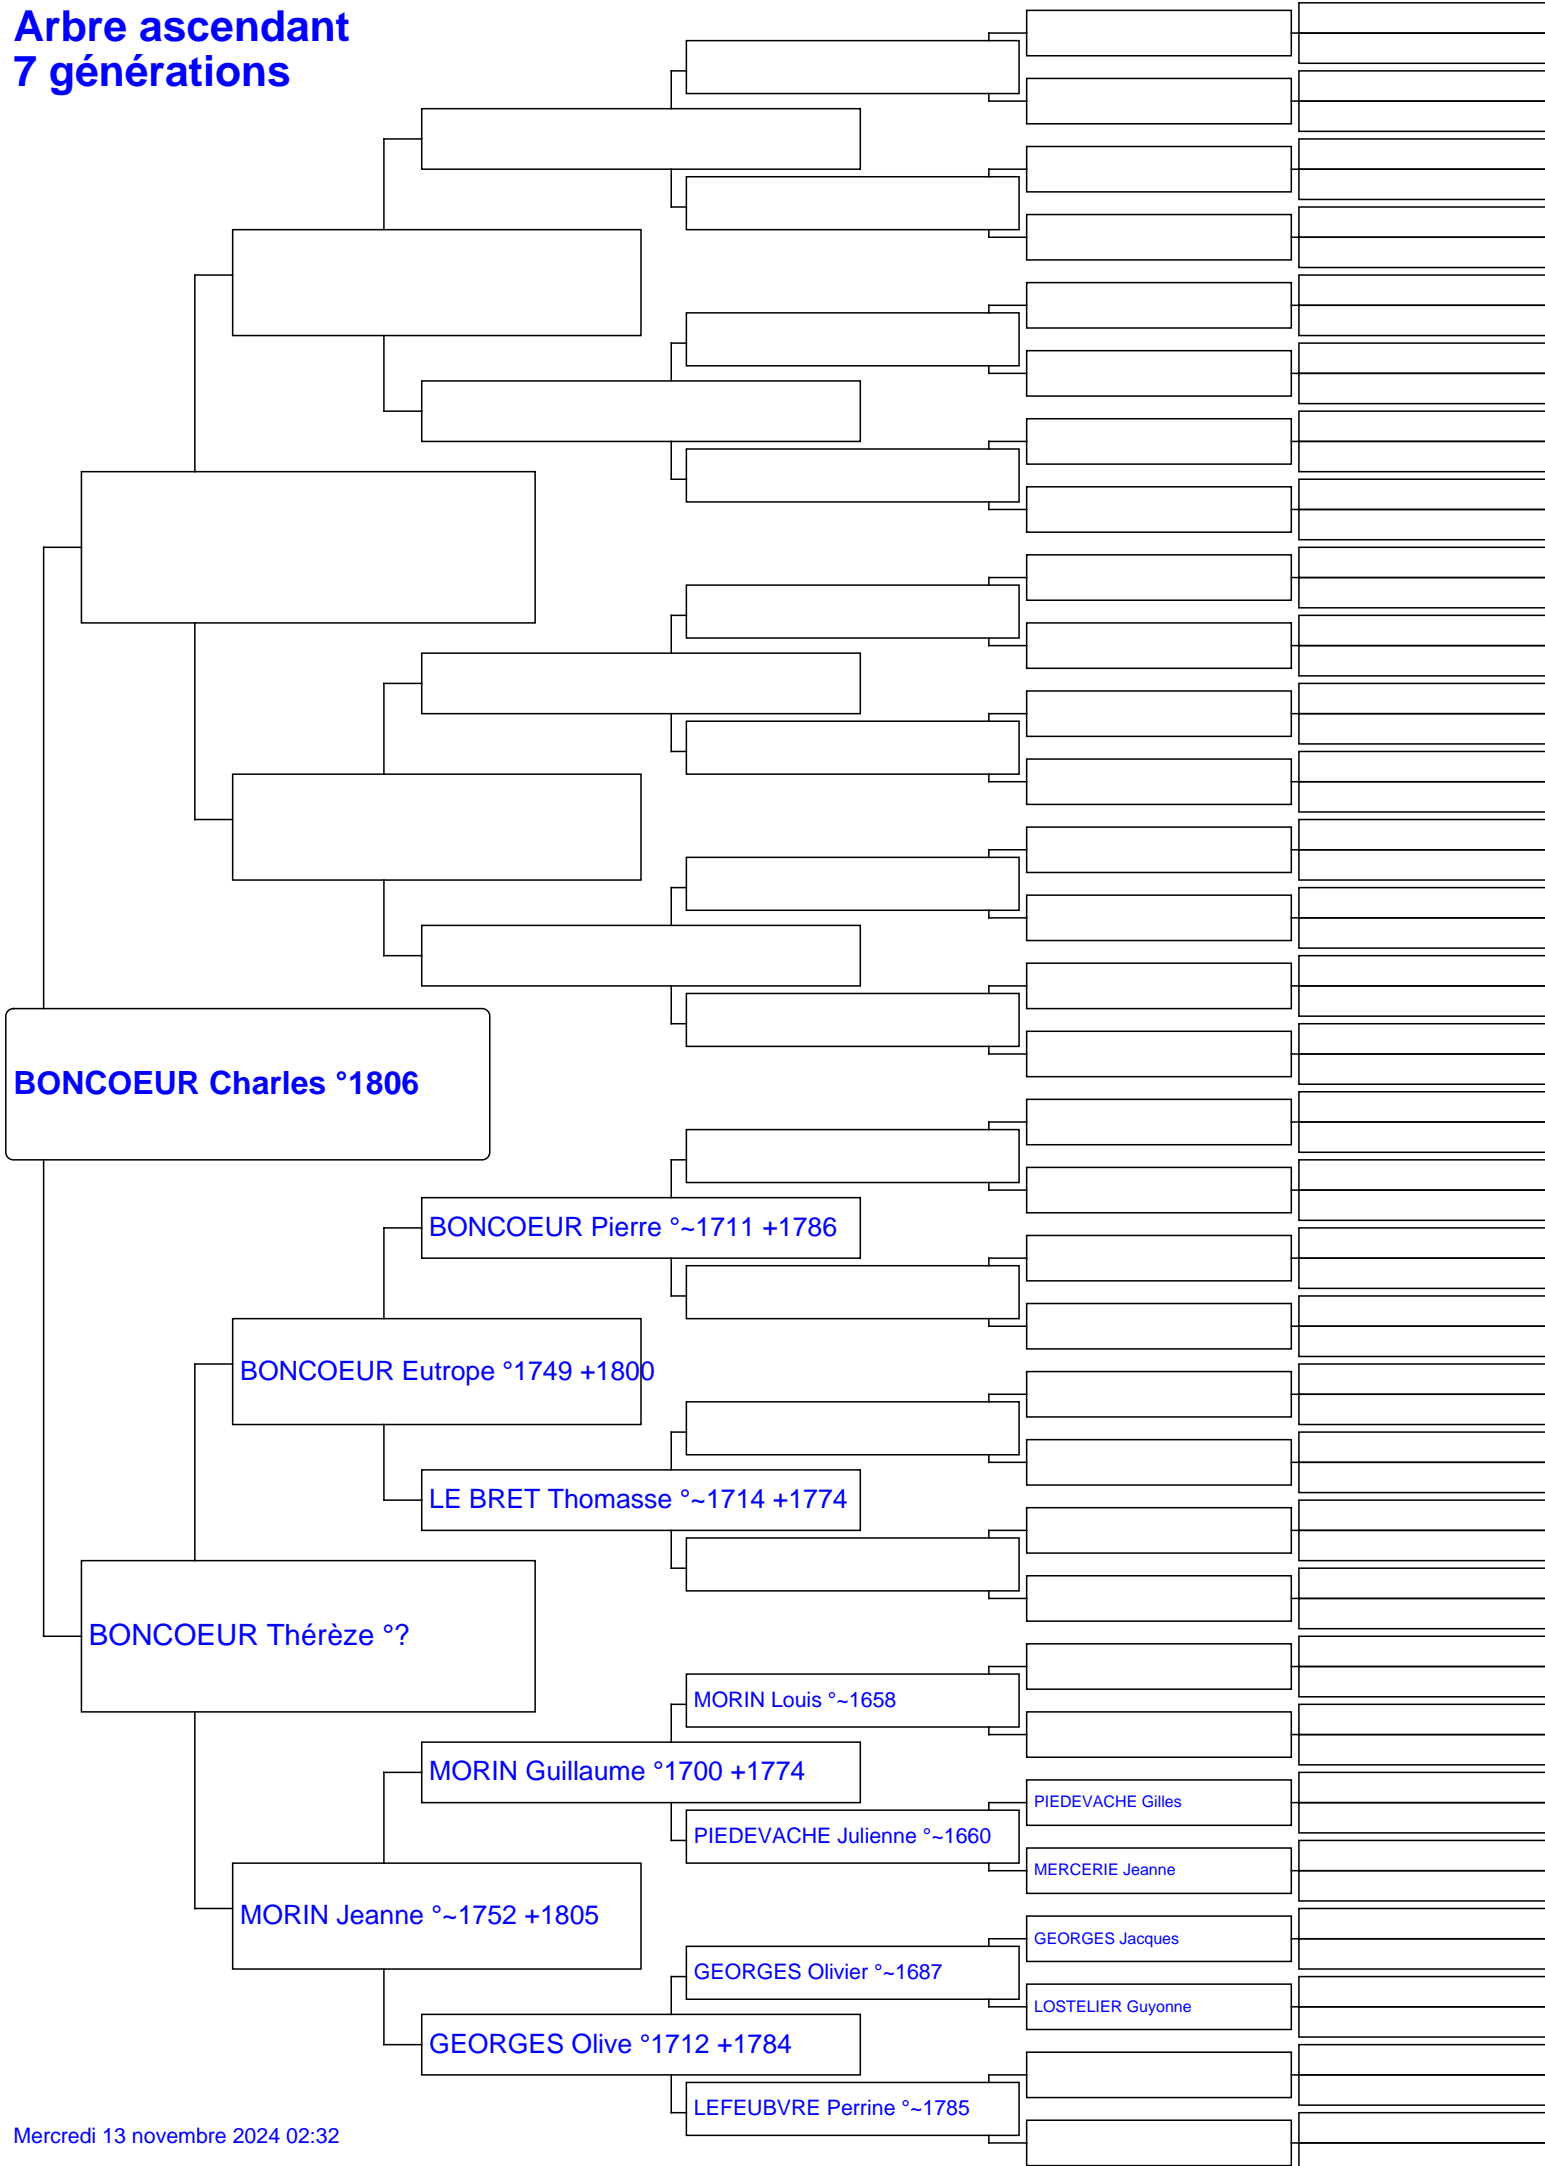 Arbre ascendant
7 générations
BONCOEUR Charles °1806
BONCOEUR Pierre °~1711 +1786
BONCOEUR Eutrope °1749 +1800
LE BRET Thomasse °~1714 +1774
BONCOEUR Thérèze °?
MORIN Louis °~1658
MORIN Guillaume °1700 +1774
PIEDEVACHE Gilles
PIEDEVACHE Julienne °~1660
MERCERIE Jeanne
MORIN Jeanne °~1752 +1805
GEORGES Jacques
GEORGES Olivier °~1687
LOSTELIER Guyonne
GEORGES Olive °1712 +1784
LEFEUBVRE Perrine °~1785
Mercredi 13 novembre 2024 02:32